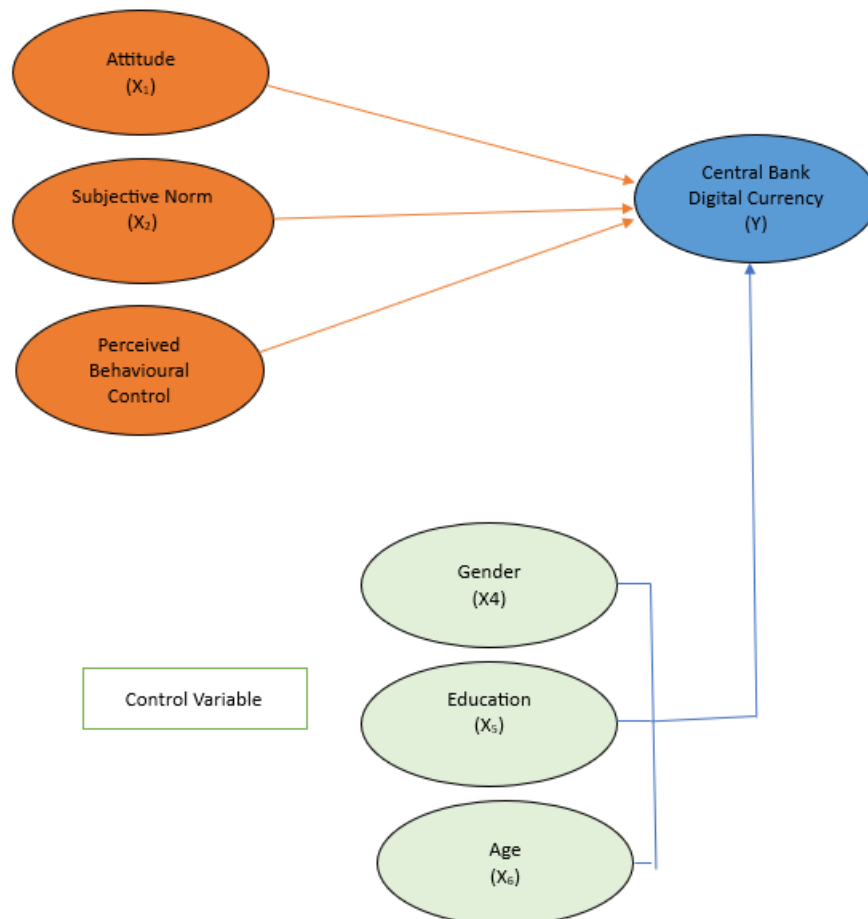 Attitude
(X₁)
Subjective Norm
(X₂)
Perceived
Behavioural
Control
Central Bank
Digital Currency
(Y)
Gender
(X4)
Control Variable
Education
(X₅)
Age
(X₆)